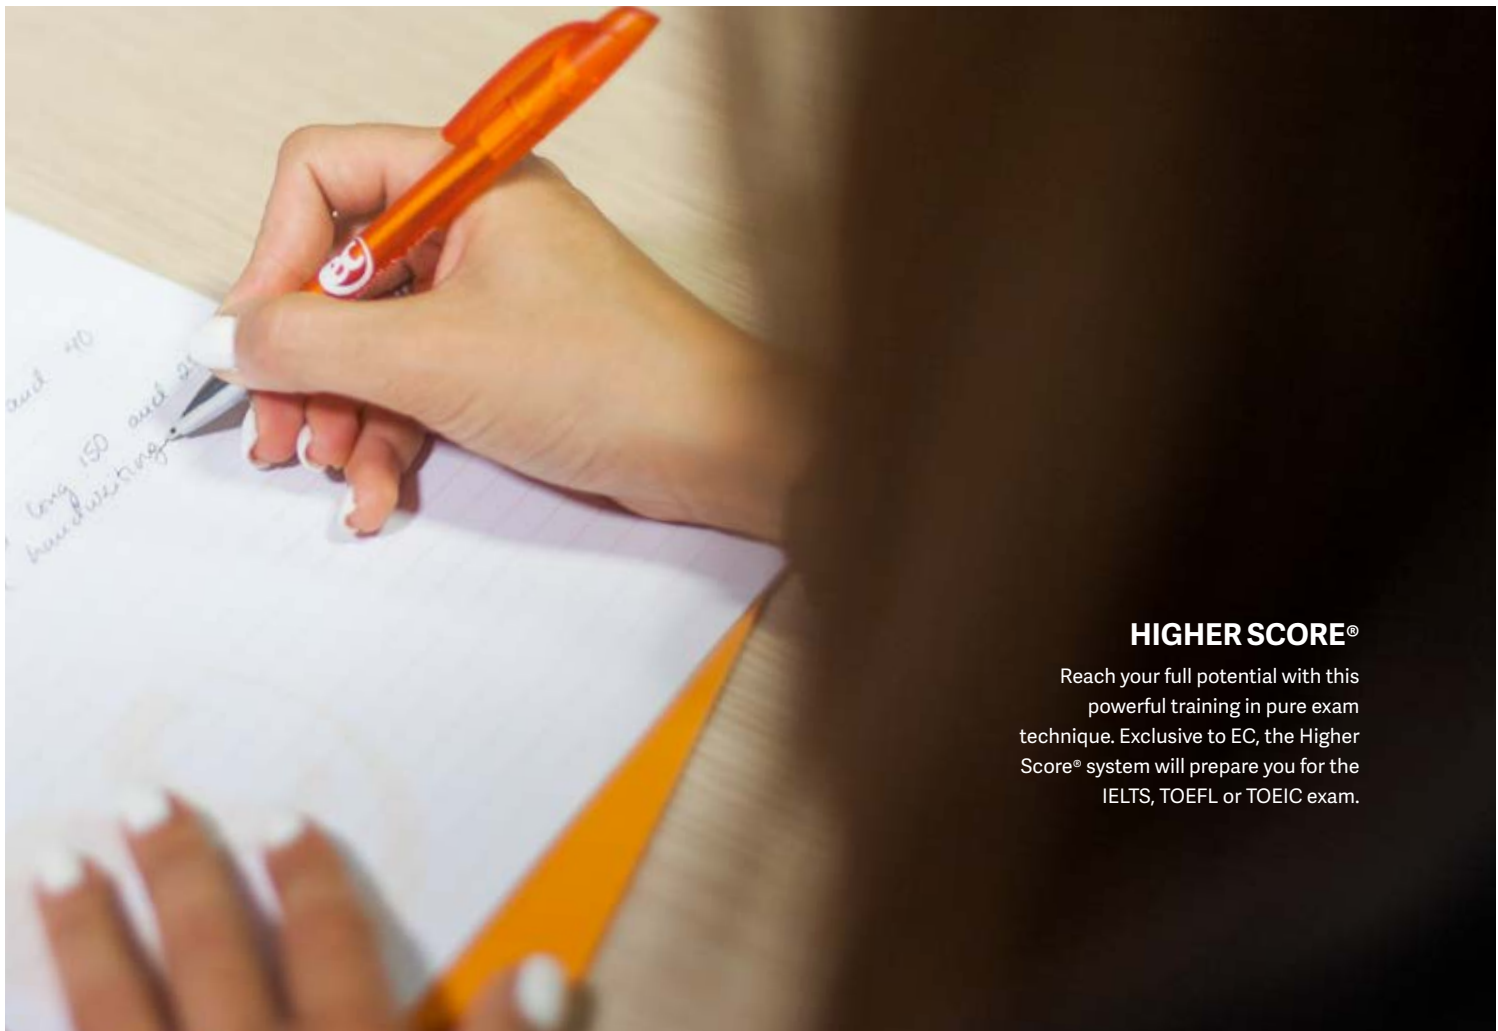 and 40
long 150 and
handwriting
HIGHER SCORE®
Reach your full potential with this
powerful training in pure exam
technique. Exclusive to EC, the Higher
Score® system will prepare you for the
IELTS, TOEFL or TOEIC exam.